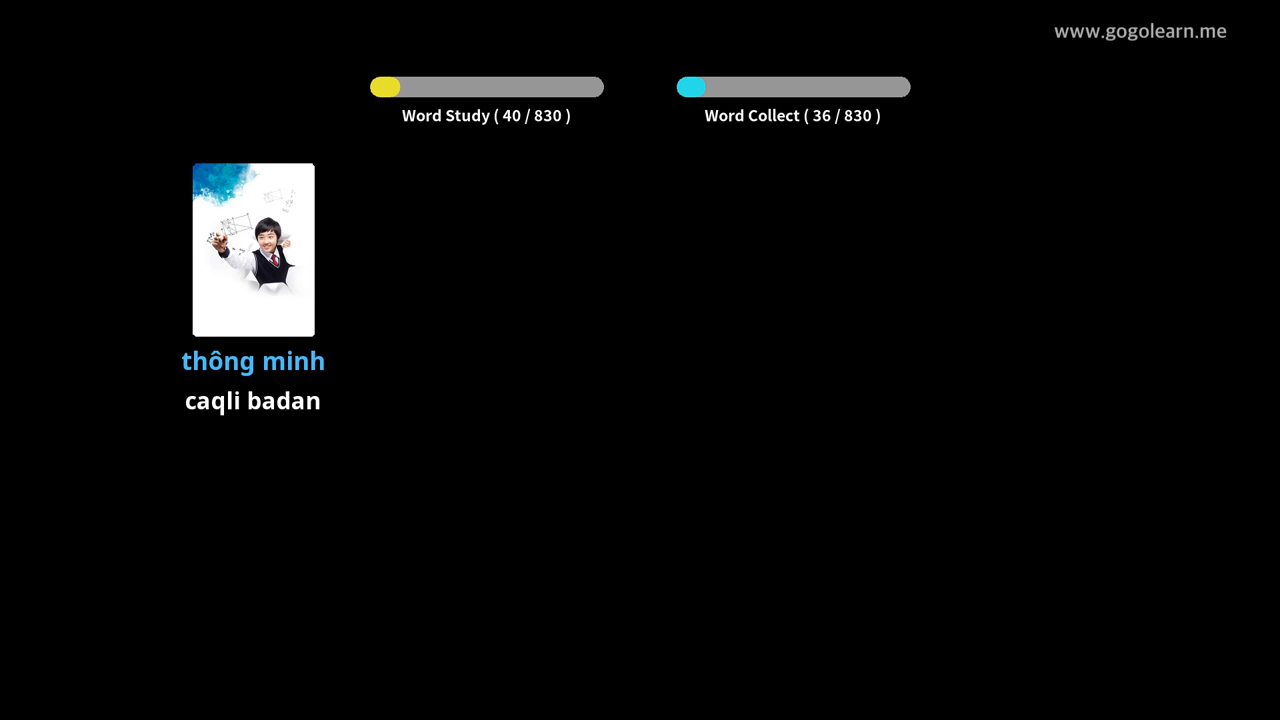 www.gogolearn.me
Word Study ( 40 / 830 )
Word Collect ( 36 / 830 )
thông minh
caqli badan